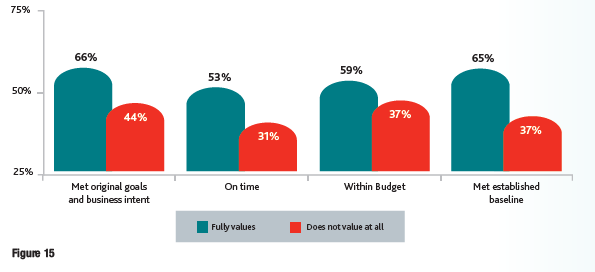 75%
66%
65%
59%
53%
50%
44%
37%
37%
31%
25%
Met original goals
and business intent
On time
Within Budget
Met established
baseline
Fully values
Does not value at all
Figure 15